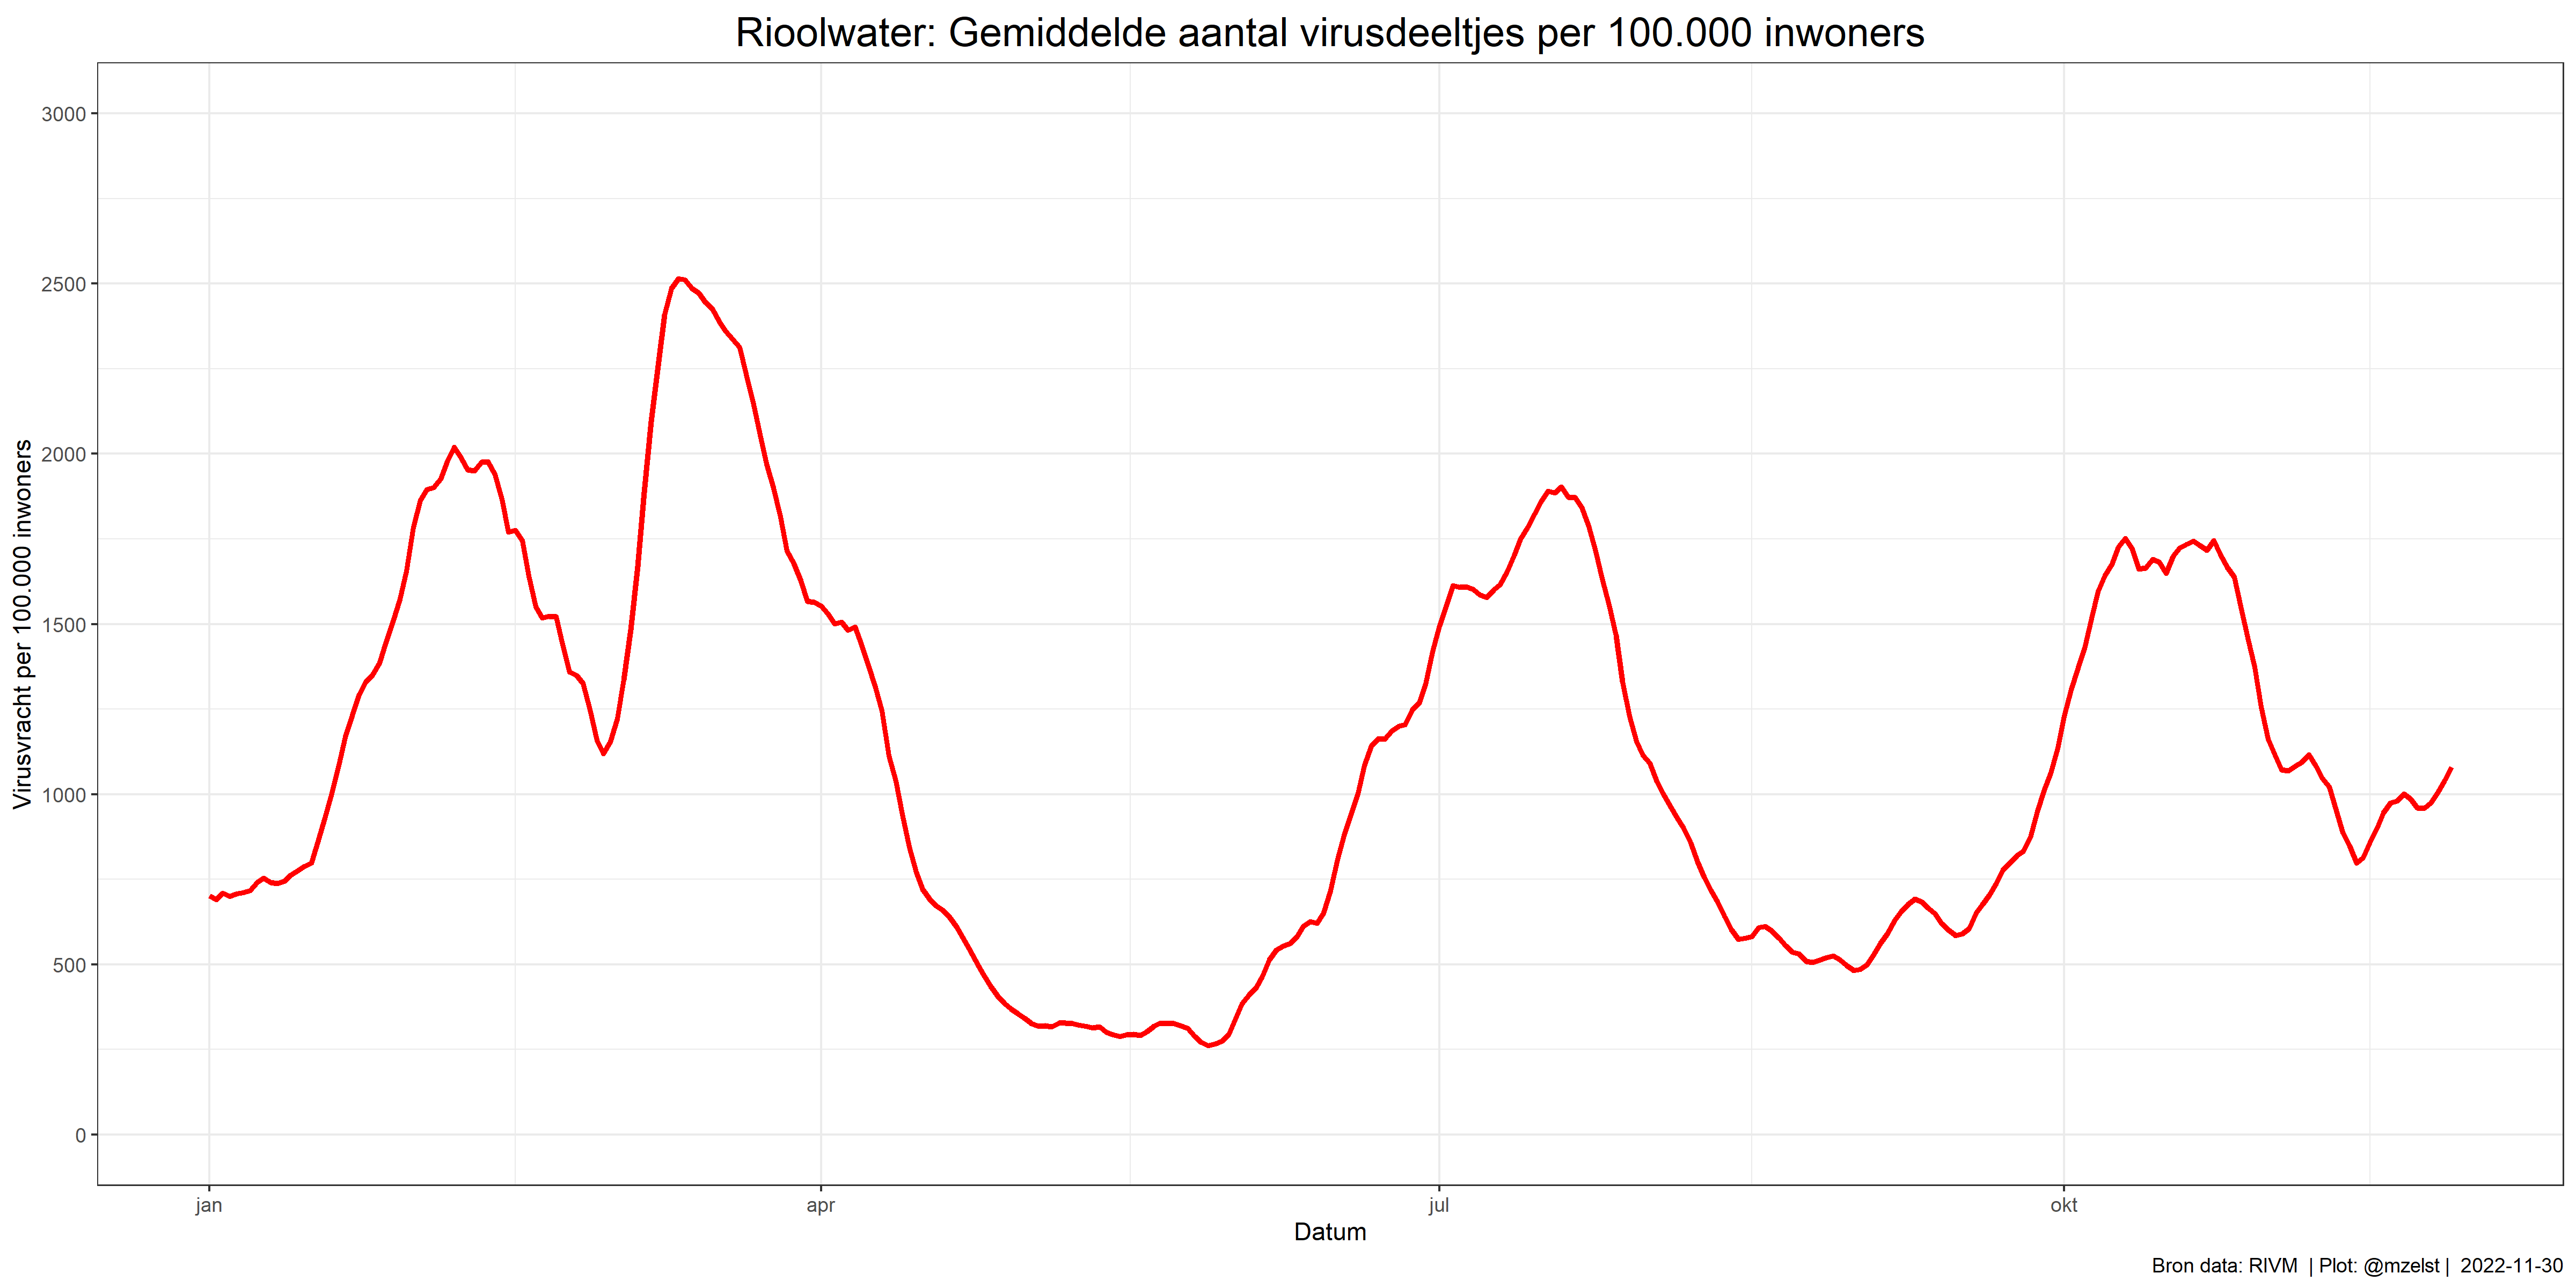 Rioolwater: Gemiddelde aantal virusdeeltjes per 100.000 inwoners
Virusvracht per 100.000 inwoners
3000
2500
2000
1500
1000
500
0
jan apr jul okt
Datum
Bron data: RIVM | Plot: @mzelst | 2022-11-30